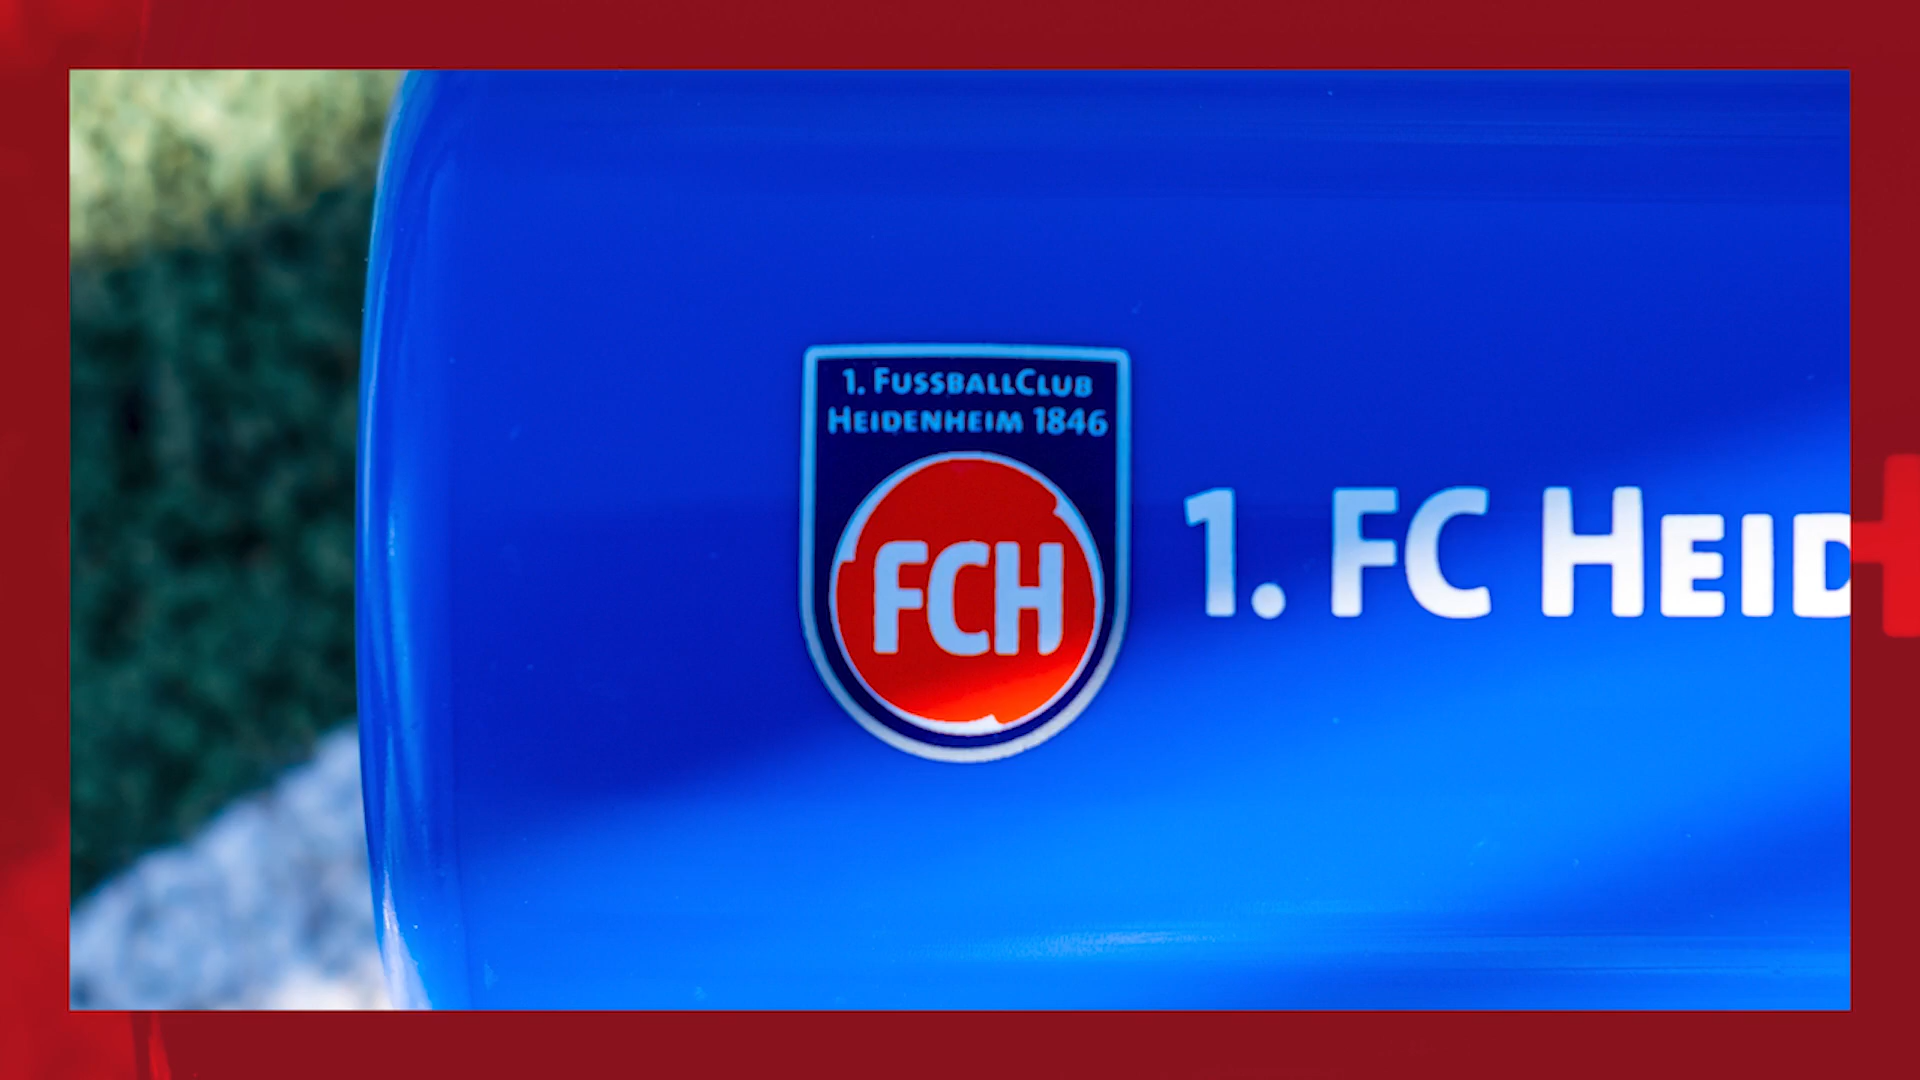 1. FUSSBALLCLUB
HEIDENHEIM 1846
FCH
1. FC HEID